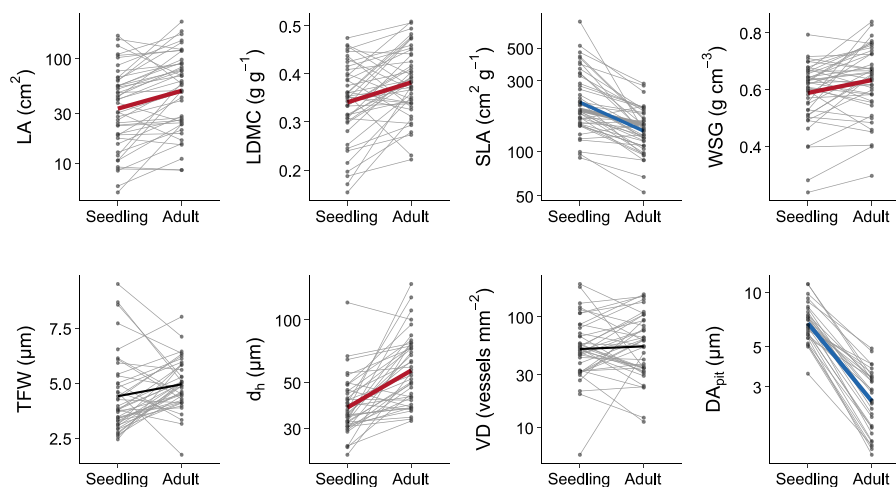 LA (cm²)
100
30
10
Seedling Adult
LDMC (g g⁻¹)
0.5
0.4
0.3
0.2
Seedling Adult
SLA (cm² g⁻¹)
500
300
100
50
Seedling Adult
WSG (g cm⁻³)
0.8
0.6
0.4
Seedling Adult
TFW (μm)
7.5
5.0
2.5
Seedling Adult
dₕ (μm)
100
50
30
Seedling Adult
VD (vessels mm⁻²)
100
30
10
Seedling Adult
DApit (μm)
10
5
3
Seedling Adult